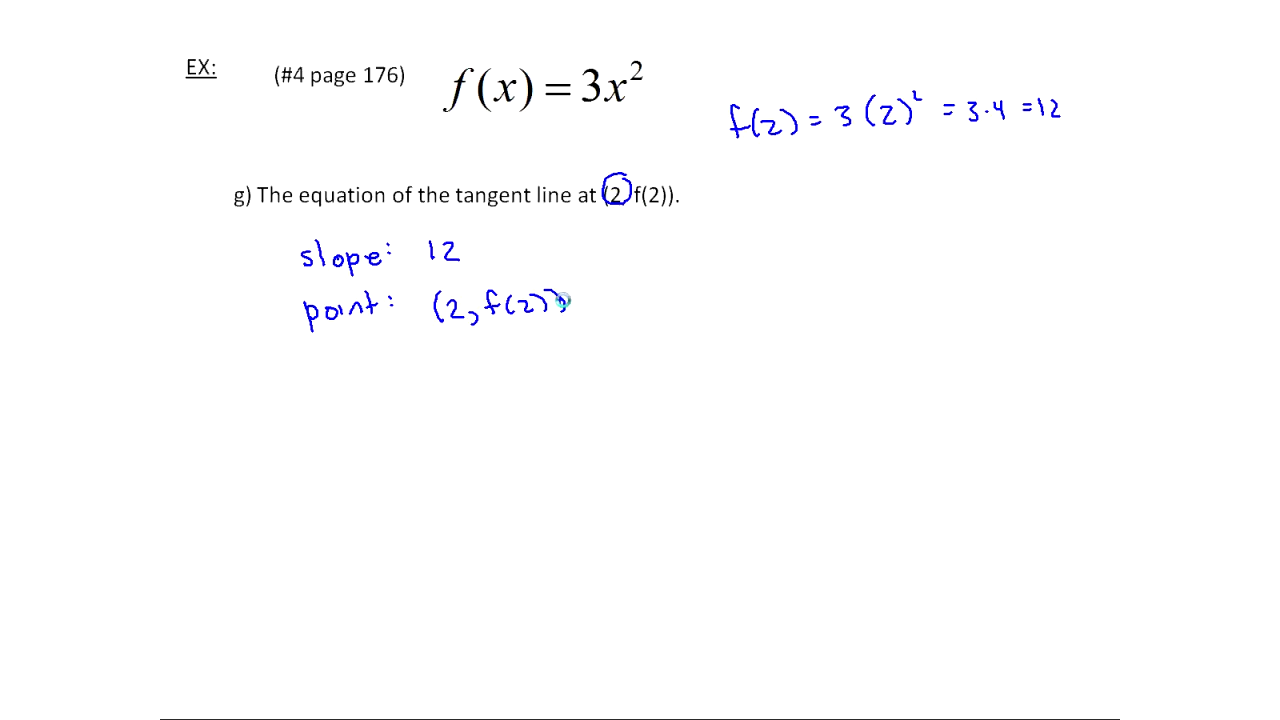 EX: (#4 page 176) f(x) = 3x²
f(2) = 3(2)² = 3·4 = 12
g) The equation of the tangent line at (2, f(2)).
slope: 12
point: (2, f(2))